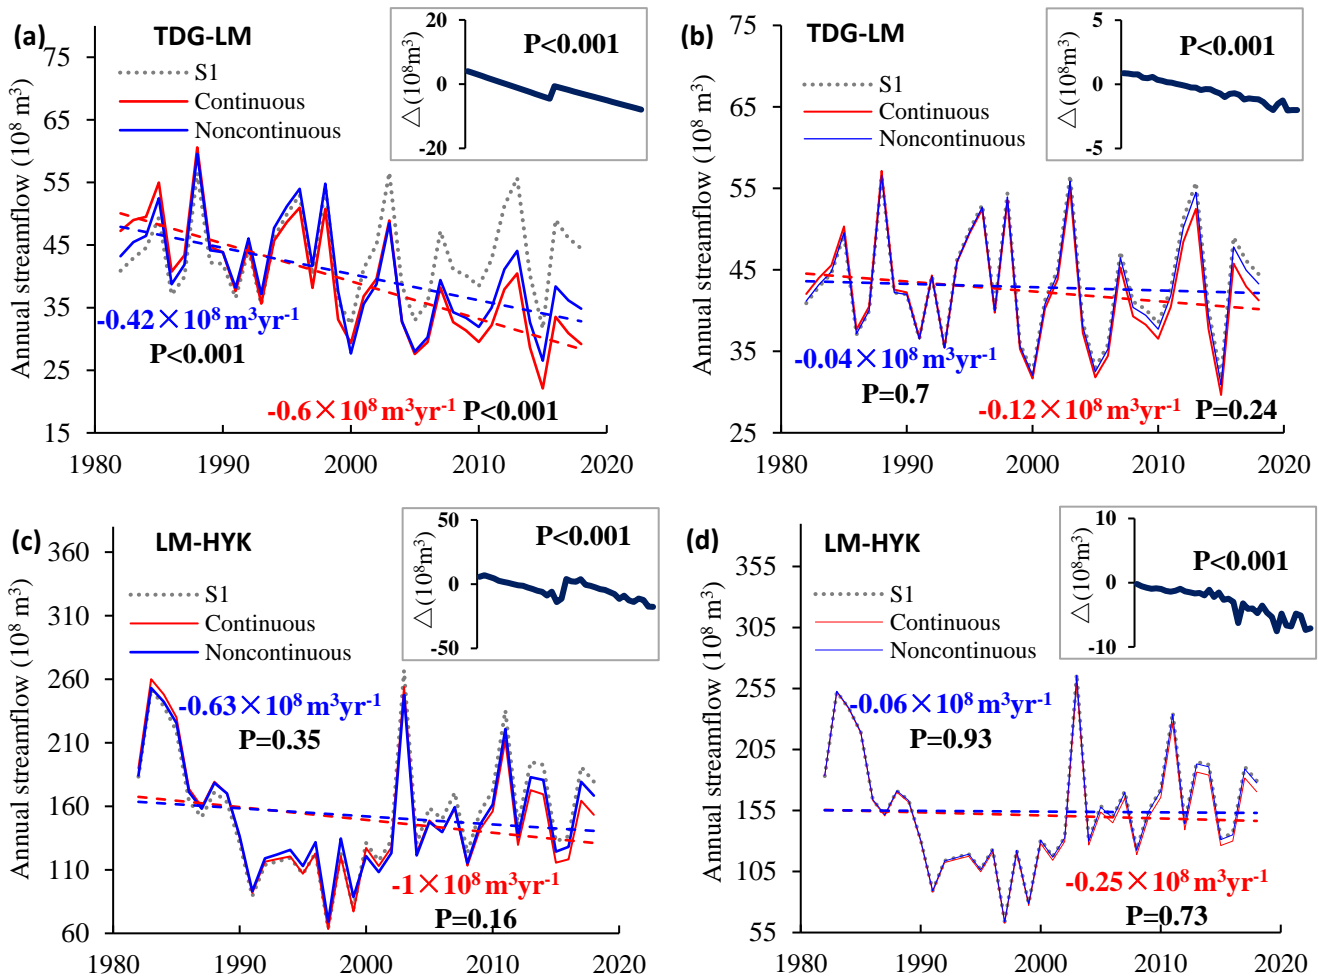 (a)
TDG-LM
S1
Continuous
Noncontinuous
Annual streamflow (10⁸ m³)
75
65
55
45
35
25
15
1980
1990
2000
2010
2020
△(10⁸m³)
20
0
-20
P<0.001
-0.42×10⁸ m³yr⁻¹
P<0.001
-0.6×10⁸ m³yr⁻¹ P<0.001
(b)
TDG-LM
S1
Continuous
Noncontinuous
Annual streamflow (10⁸ m³)
75
65
55
45
35
25
1980
1990
2000
2010
2020
△(10⁸m³)
5
0
-5
P<0.001
-0.04×10⁸ m³yr⁻¹
P=0.7
-0.12×10⁸ m³yr⁻¹ P=0.24
(c)
LM-HYK
S1
Continuous
Noncontinuous
Annual streamflow (10⁸ m³)
360
310
260
210
160
110
60
1980
1990
2000
2010
2020
△(10⁸m³)
50
0
-50
P<0.001
-0.63×10⁸ m³yr⁻¹
P=0.35
-1×10⁸ m³yr⁻¹
P=0.16
(d)
LM-HYK
S1
Continuous
Noncontinuous
Annual streamflow (10⁸ m³)
355
305
255
205
155
105
55
1980
1990
2000
2010
2020
△(10⁸m³)
10
0
-10
P<0.001
-0.06×10⁸ m³yr⁻¹
P=0.93
-0.25×10⁸ m³yr⁻¹
P=0.73